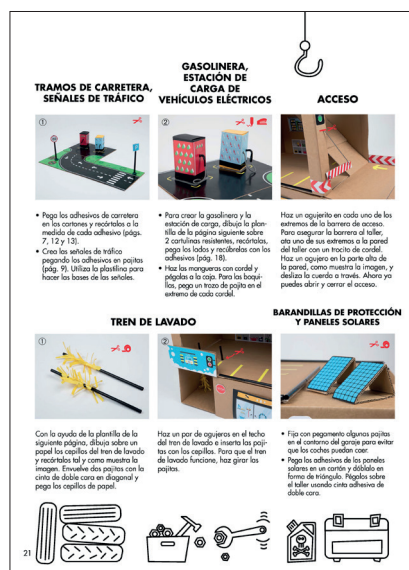 TRAMOS DE CARRETERA,
SEÑALES DE TRÁFICO
①
• Pega los adhesivos de carretera
en los cartones y recórtalos a la
medida de cada adhesivo (págs.
7, 12 y 13).
• Crea las señales de tráfico
pegando los adhesivos en pajitas
(pág. 9). Utiliza la plastilina para
hacer las bases de las señales.
GASOLINERA,
ESTACIÓN DE
CARGA DE
VEHÍCULOS ELÉCTRICOS
②
• Para crear la gasolinera y la
estación de carga, dibuja la plan-
tilla de la página siguiente sobre
2 cartulinas resistentes, recórtalas,
pega los lados y recúbrelos con los
adhesivos (pág. 18).
• Haz las mangueras con cordel y
pégalas a la caja. Para las boqui-
llas, pega un trozo de pajita en el
extremo de cada cordel.
ACCESO
Haz un agujerito en cada uno de los
extremos de la barrera de acceso.
Para asegurar la barrera al taller,
ata uno de sus extremos a la pared
del taller con un trocito de cordel.
Haz un agujero en la parte alta de
la pared, como muestra la imagen, y
desliza la cuerda a través. Ahora ya
puedes abrir y cerrar el acceso.
TREN DE LAVADO
①
Con la ayuda de la plantilla de la
siguiente página, dibuja sobre un
papel los cepillos del tren de lavado
y recórtalos tal y como muestra la
imagen. Envuelve dos pajitas con la
cinta de doble cara en diagonal y
pega los cepillos de papel.
②
Haz un par de agujeros en el techo
del tren de lavado e inserta las paji-
tas con los cepillos. Para que el tren
de lavado funcione, haz girar las
pajitas.
BARANDILLAS DE PROTECCIÓN
Y PANELES SOLARES
• Fija con pegamento algunas pajitas
en el contorno del garaje para evitar
que los coches puedan caer.
• Pega los adhesivos de los paneles
solares en un cartón y dóblalo en
forma de triángulo. Pégalos sobre
el taller usando cinta adhesiva de
doble cara.
21